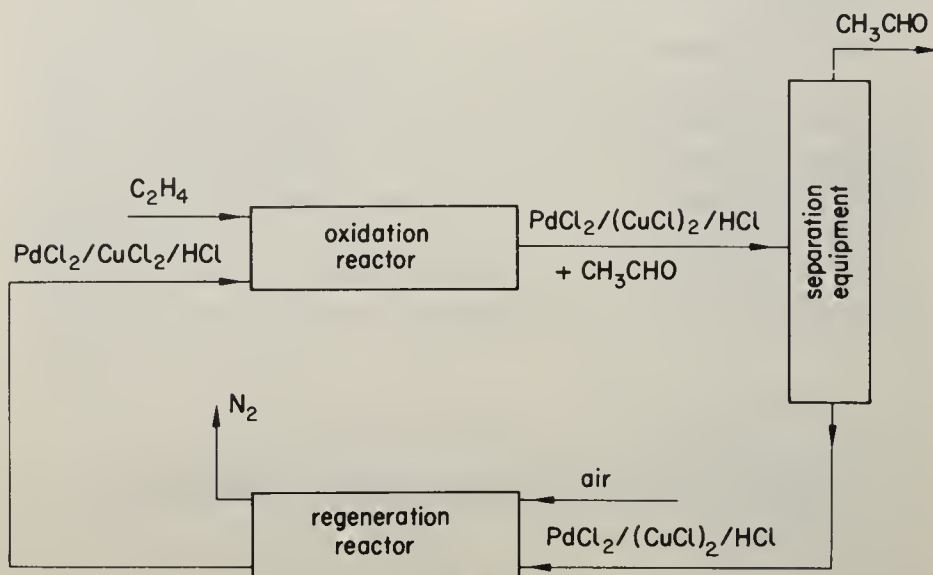 CH₃CHO
C₂H₄
PdCl₂/CuCl₂/HCl
oxidation
reactor
PdCl₂/(CuCl)₂/HCl
+ CH₃CHO
separation
equipment
N₂
air
regeneration
reactor
PdCl₂/(CuCl)₂/HCl